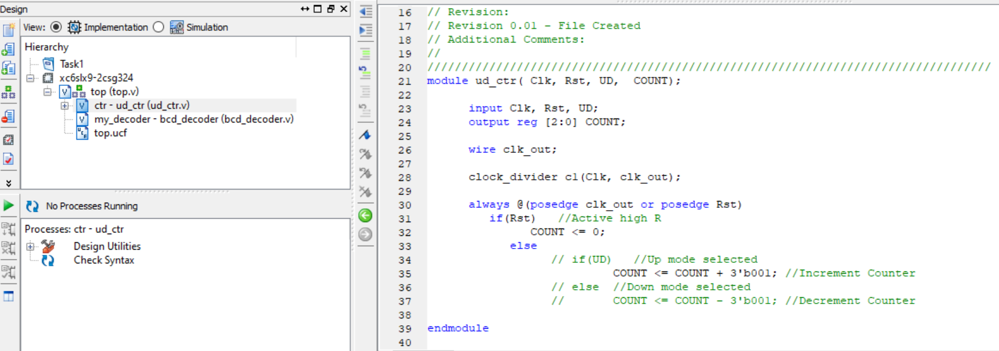 Design
View: Implementation Simulation
Hierarchy
Task1
xc6slx9-2csg324
top (top.v)
ctr - ud_ctr (ud_ctr.v)
my_decoder - bcd_decoder (bcd_decoder.v)
top.ucf
No Processes Running
Processes: ctr - ud_ctr
Design Utilities
Check Syntax
16 // Revision:
17 // Revision 0.01 - File Created
18 // Additional Comments:
19 //
20 //////////////////////////////////////////////////////////////////////////////////
21 module ud_ctr( Clk, Rst, UD,  COUNT);
22
23 input Clk, Rst, UD;
24 output reg [2:0] COUNT;
25
26 wire clk_out;
27
28 clock_divider c1(Clk, clk_out);
29
30 always @(posedge clk_out or posedge Rst)
31 if(Rst)   //Active high R
32 COUNT <= 0;
33 else
34 // if(UD)   //Up mode selected
35 COUNT <= COUNT + 3'b001; //Increment Counter
36 // else  //Down mode selected
37 //       COUNT <= COUNT - 3'b001; //Decrement Counter
38
39 endmodule
40